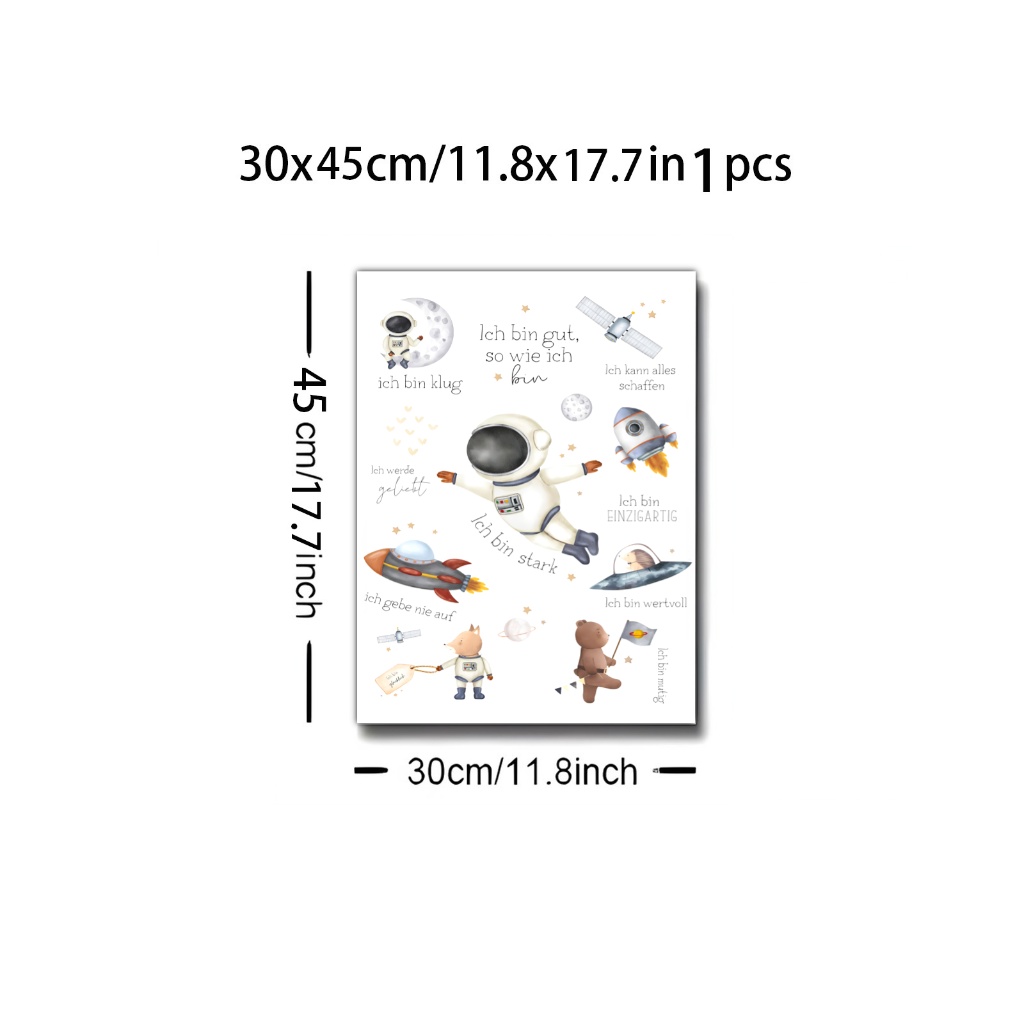 30x45cm/11.8x17.7in 1 pcs
45 cm/17.7inch
Ich bin gut,
so wie ich
bin
ich bin klug
Ich kann alles
schaffen
Ich werde
geliebt
Ich bin
EINZIGARTIG
Ich bin stark
ich gebe nie auf
Ich bin wertvoll
Ich bin mutig
30cm/11.8inch